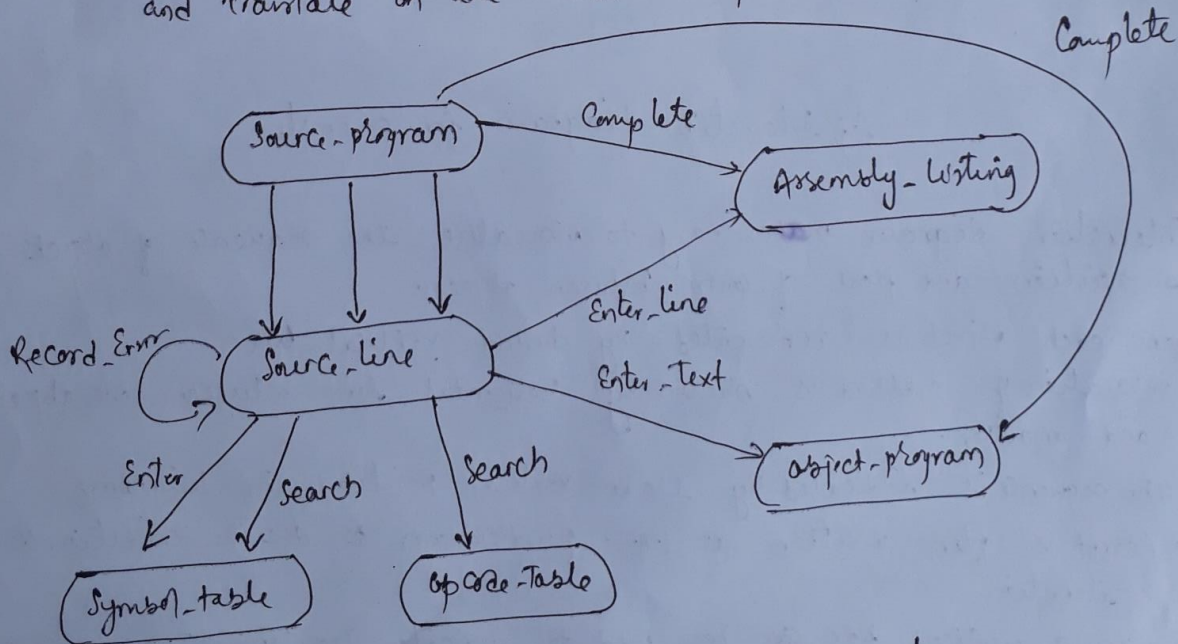 and translate on
Complete
Source-program
Complete
Assembly-Listing
Enter-line
Record-Error
Source-line
Enter-Text
Enter
Search
Search
object-program
Symbol-table
Opcode-Table